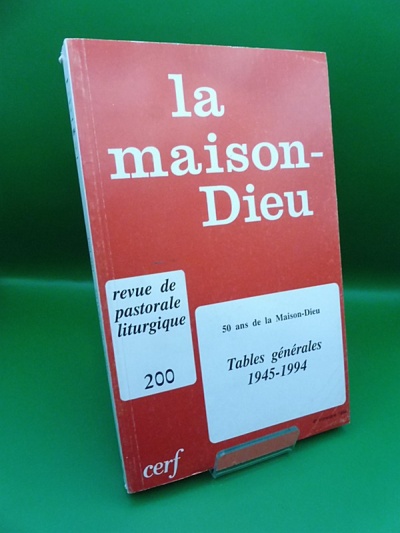 la
maison-
Dieu
revue de
pastorale
liturgique
200
50 ans de la Maison-Dieu
Tables générales
1945-1994
cerf